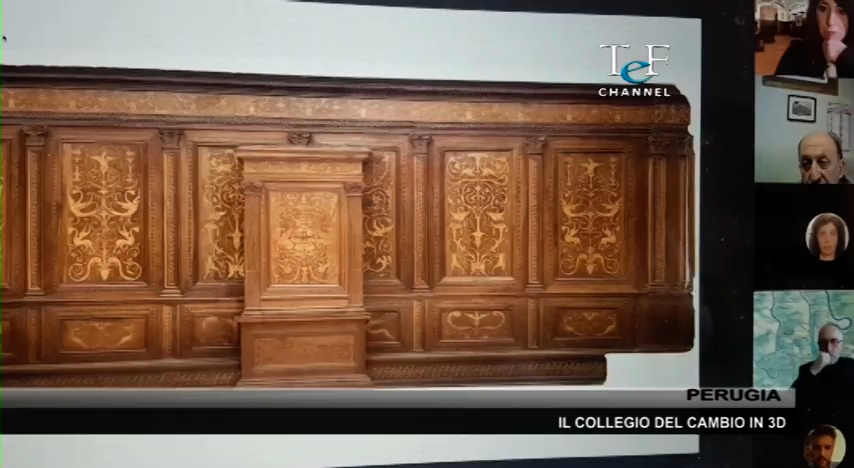 TeF
CHANNEL
PERUGIA
IL COLLEGIO DEL CAMBIO IN 3D